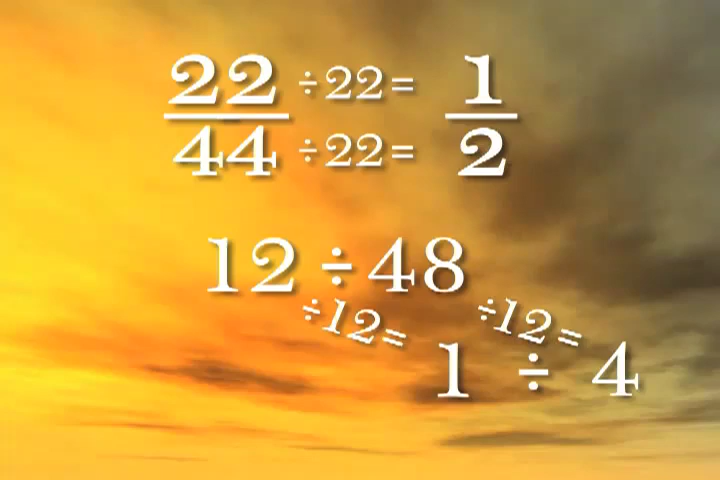 22 ÷22= 1
44 ÷22= 2
12 ÷ 48
÷12= ÷12=
1 ÷ 4